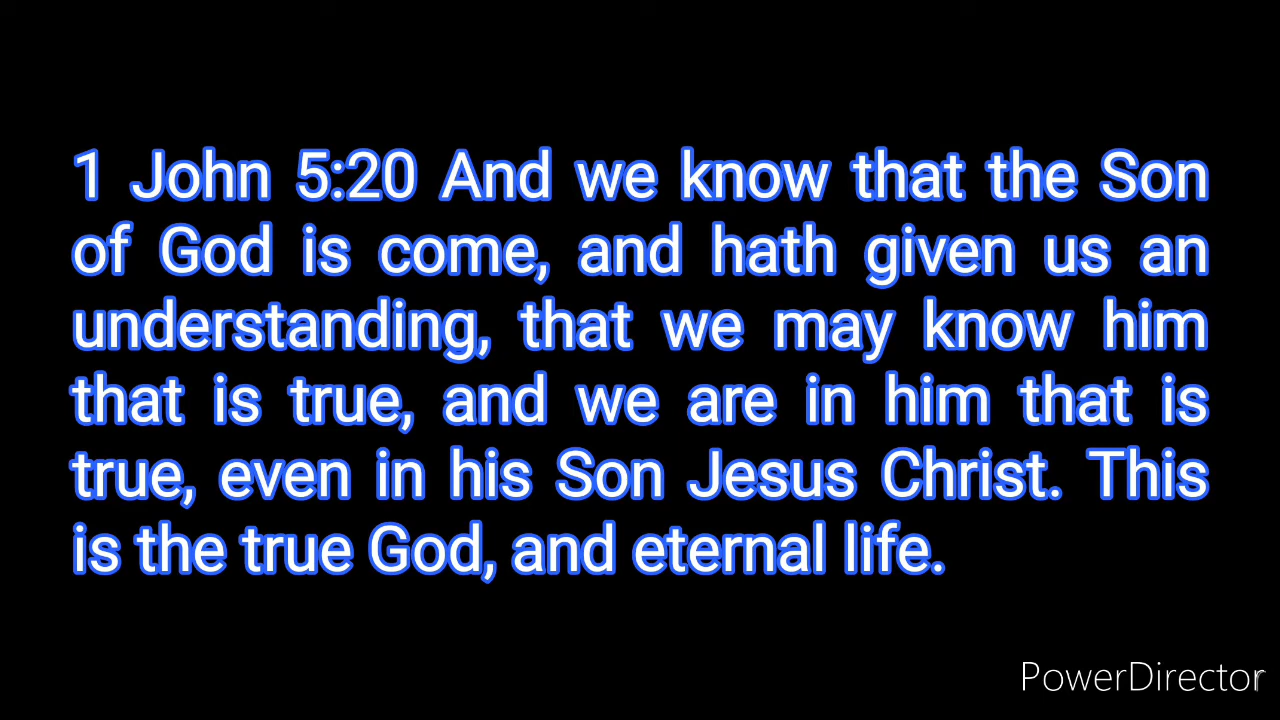 1 John 5:20 And we know that the Son
of God is come, and hath given us an
understanding, that we may know him
that is true, and we are in him that is
true, even in his Son Jesus Christ. This
is the true God, and eternal life.
PowerDirector